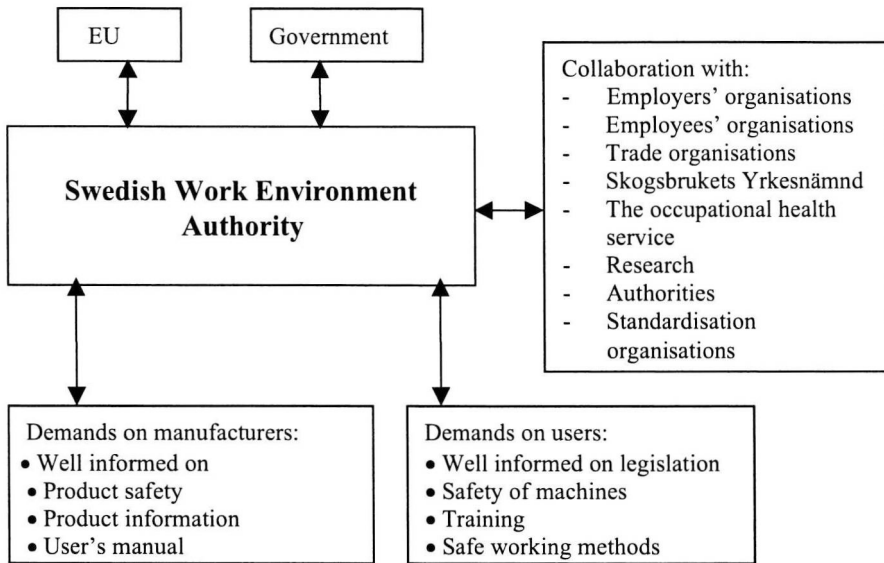 EU
Government
Swedish Work Environment
Authority
Collaboration with:
- Employers’ organisations
- Employees’ organisations
- Trade organisations
- Skogsbrukets Yrkesnämnd
- The occupational health
service
- Research
- Authorities
- Standardisation
organisations
Demands on manufacturers:
• Well informed on
• Product safety
• Product information
• User’s manual
Demands on users:
• Well informed on legislation
• Safety of machines
• Training
• Safe working methods